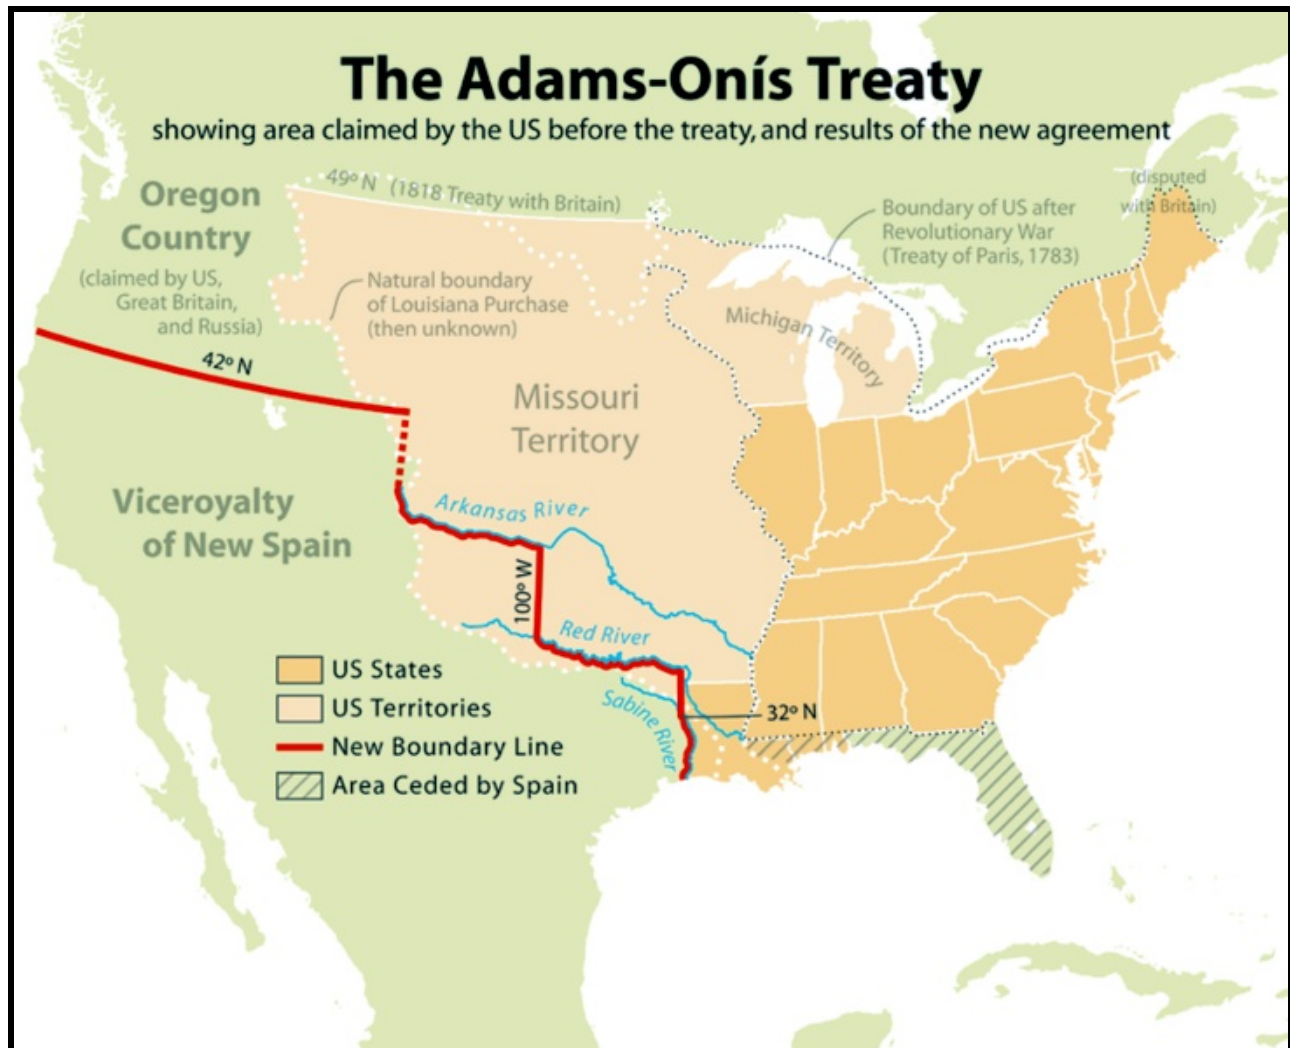 The Adams-Onís Treaty
showing area claimed by the US before the treaty, and results of the new agreement
49º N (1818 Treaty with Britain)
(disputed
with Britain)
Oregon
Country
(claimed by US,
Great Britain,
and Russia)
Boundary of US after
Revolutionary War
(Treaty of Paris, 1783)
Natural boundary
of Louisiana Purchase
(then unknown)
Michigan Territory
42º N
Missouri
Territory
Viceroyalty
of New Spain
Arkansas River
100º W
Red River
Sabine River
32º N
US States
US Territories
New Boundary Line
Area Ceded by Spain